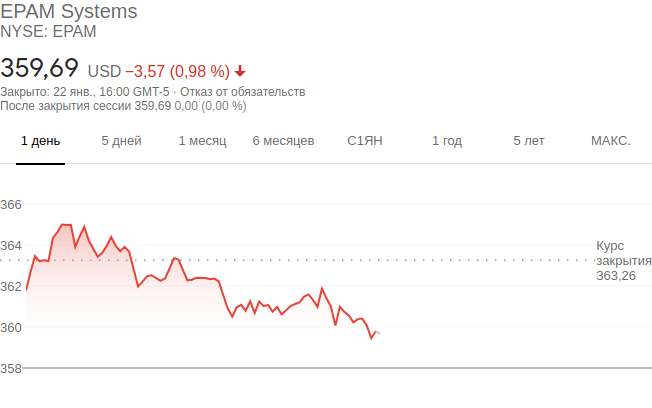 EPAM Systems
NYSE: EPAM
359,69 USD −3,57 (0,98 %)
Закрыто: 22 янв., 16:00 GMT-5 · Отказ от обязательств
После закрытия сессии 359,69 0,00 (0,00 %)
1 день 5 дней 1 месяц 6 месяцев С1ЯН 1 год 5 лет МАКС.
366
364
362
360
358
Курс
закрытия
363,26